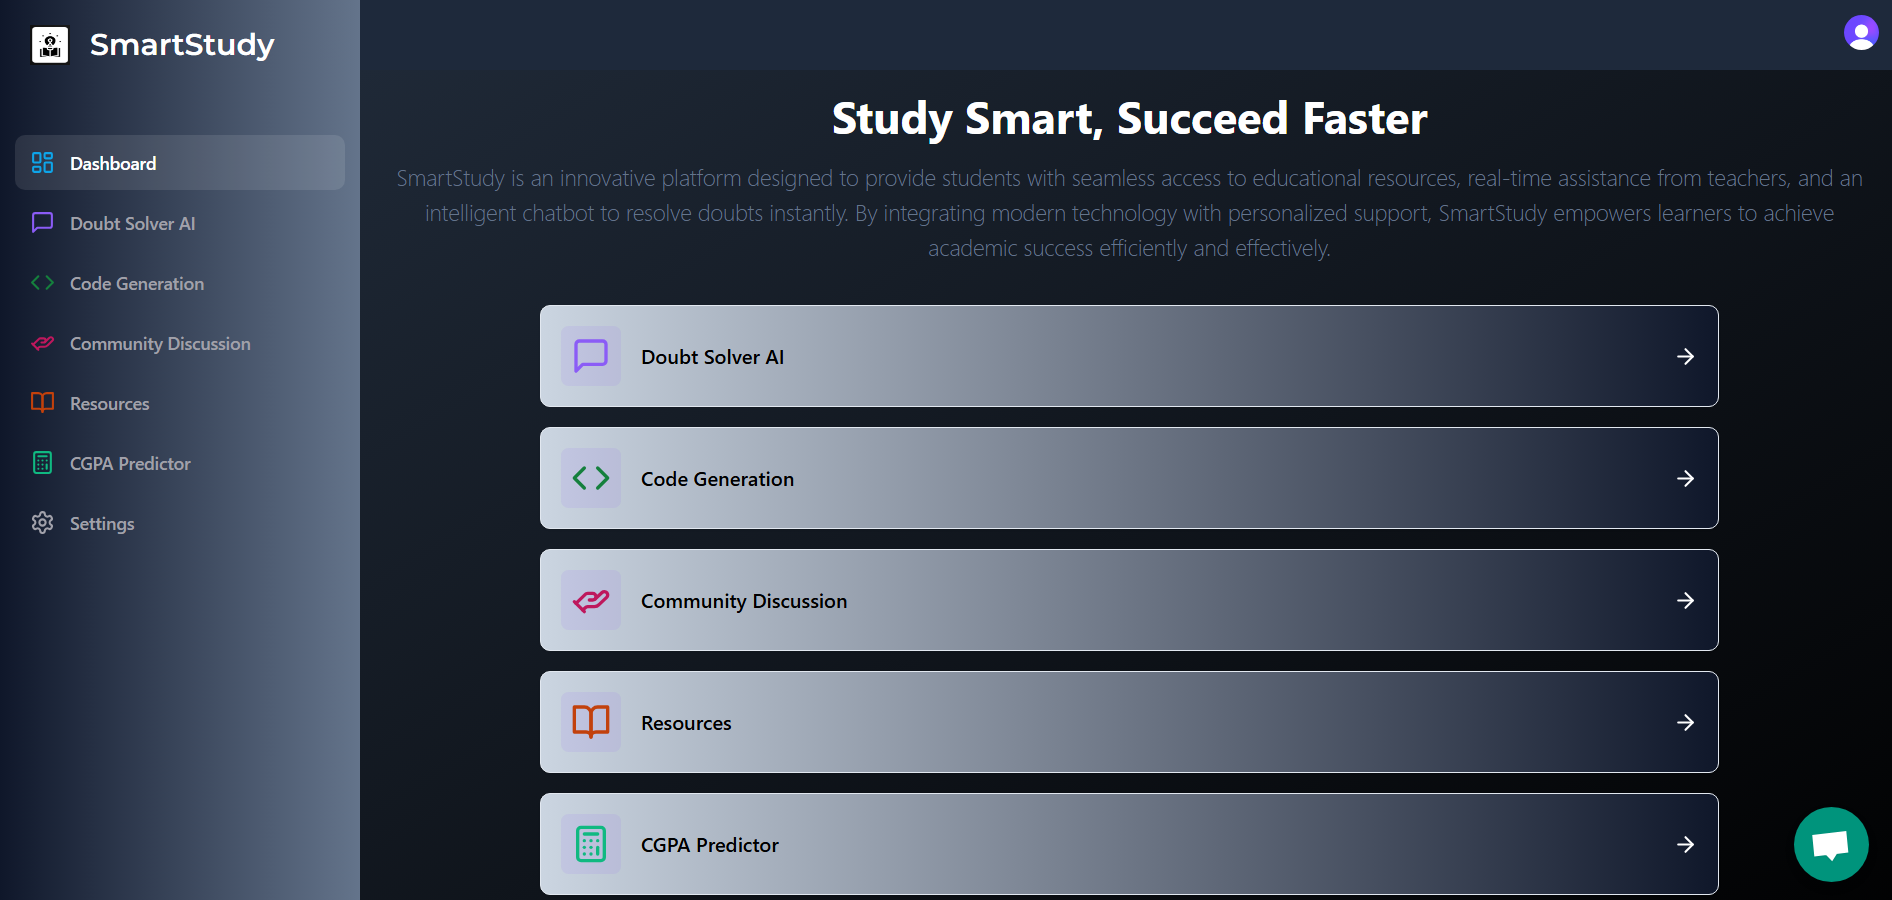 SmartStudy
Dashboard
Doubt Solver AI
Code Generation
Community Discussion
Resources
CGPA Predictor
Settings
Study Smart, Succeed Faster
SmartStudy is an innovative platform designed to provide students with seamless access to educational resources, real-time assistance from teachers, and an
intelligent chatbot to resolve doubts instantly. By integrating modern technology with personalized support, SmartStudy empowers learners to achieve
academic success efficiently and effectively.
Doubt Solver AI
Code Generation
Community Discussion
Resources
CGPA Predictor